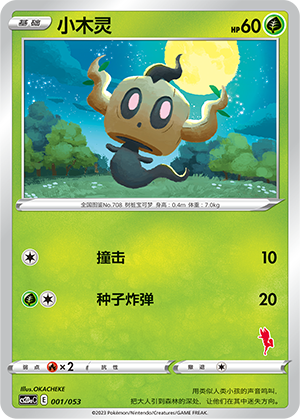 基础 小木灵 HP60
全国图鉴No.708 树桩宝可梦 身高：0.4m 体重：7.0kg
撞击 10
种子炸弹 20
弱点 ×2 抗性 撤退
Illus.OKACHEKE
E 001/053
用类似人类小孩的声音鸣叫，
把大人引到森林的深处，让他们在其中迷失方向。
©2023 Pokémon/Nintendo/Creatures/GAME FREAK.